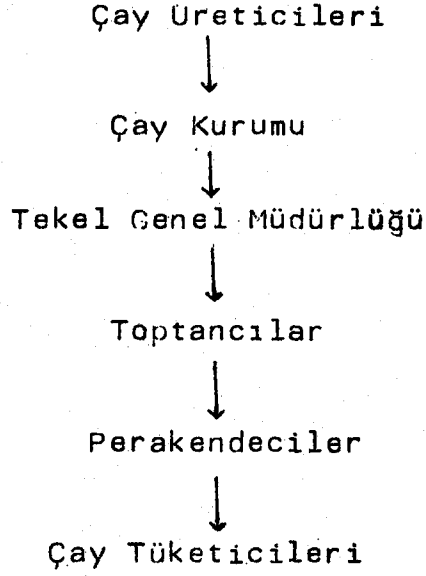 Çay Üreticileri
Çay Kurumu
Tekel Genel Müdürlüğü
Toptancılar
Perakendeciler
Çay Tüketicileri